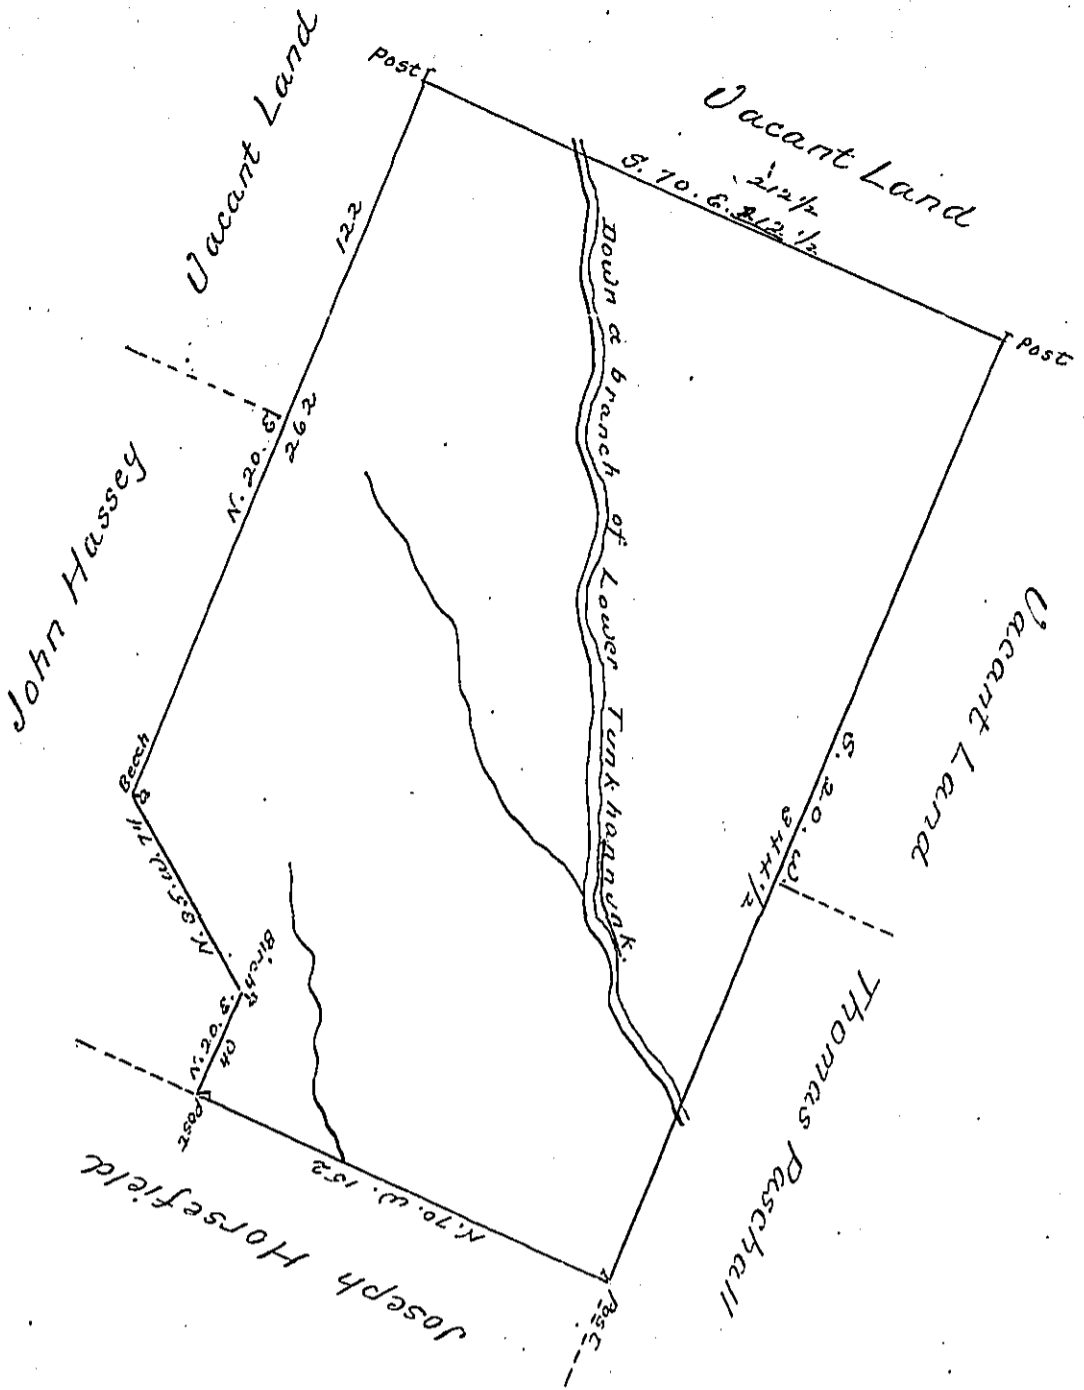 Vacant Land
Post
Vacant Land
S. 70. E. 212 1/2
212 1/2
Post
122
N. 20. E.
262
John Hassey
Down a branch of Lower Tunkhannunk.
Vacant Land
S. 20. W.
344 1/2
Thomas Paschall
Beech
Birch
N. 20. E.
40
Post
N. 70. W. 152
Joseph Horsefield
Post